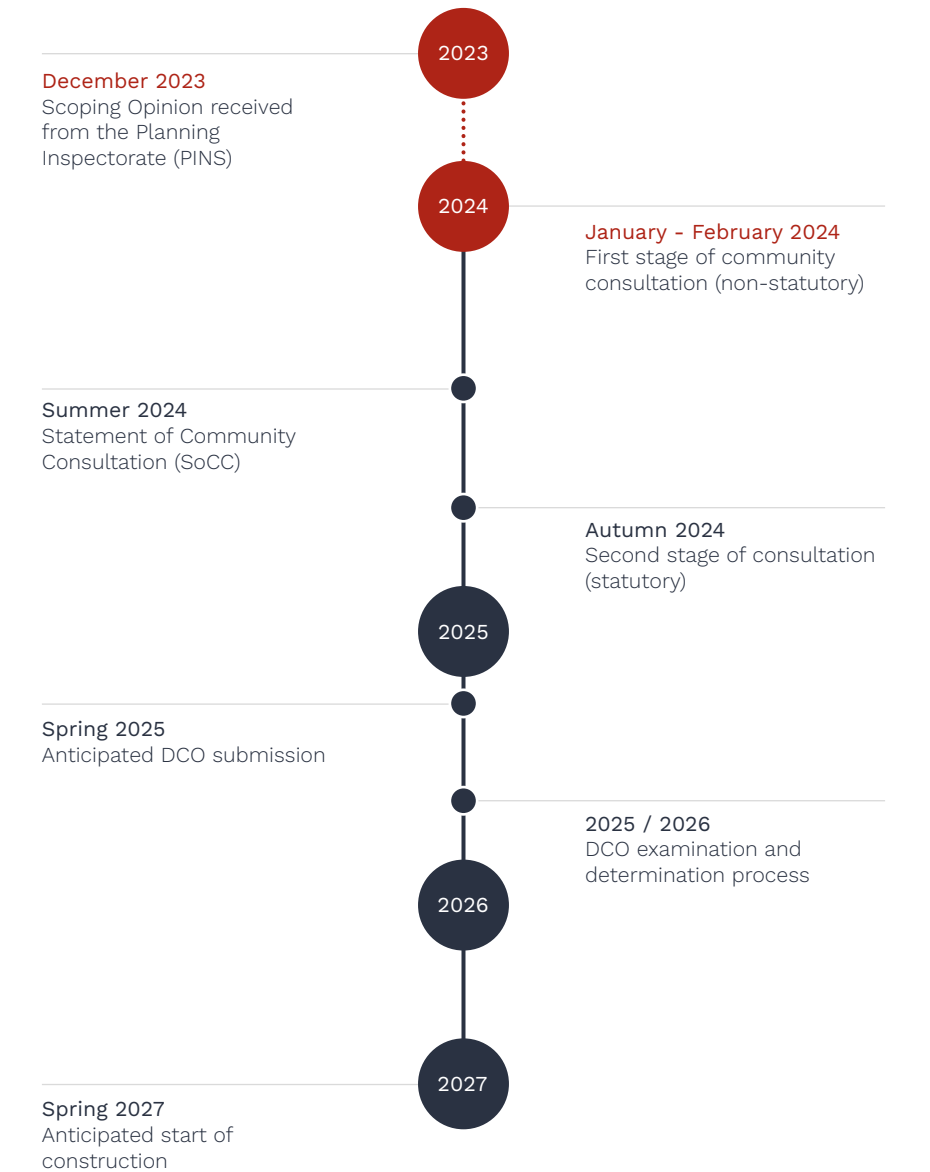 2023
December 2023
Scoping Opinion received
from the Planning
Inspectorate (PINS)
2024
January - February 2024
First stage of community
consultation (non-statutory)
Summer 2024
Statement of Community
Consultation (SoCC)
Autumn 2024
Second stage of consultation
(statutory)
2025
Spring 2025
Anticipated DCO submission
2025 / 2026
DCO examination and
determination process
2026
2027
Spring 2027
Anticipated start of
construction